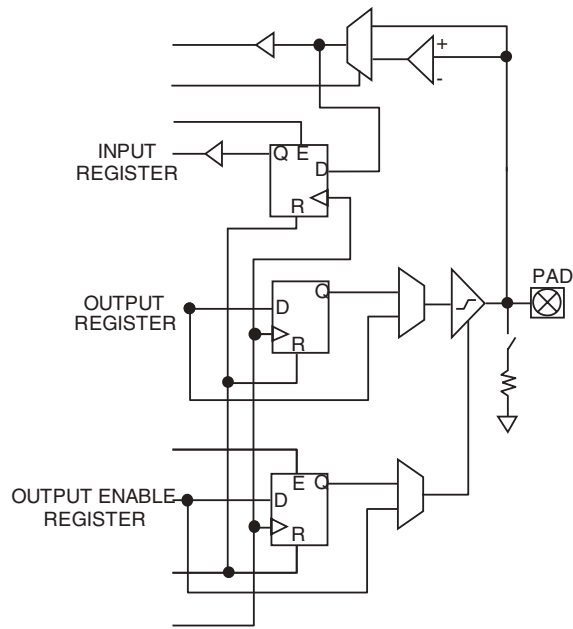 +
-
INPUT
REGISTER
Q E
D
R
OUTPUT
REGISTER
Q
D
R
PAD
OUTPUT ENABLE
REGISTER
E Q
D
R